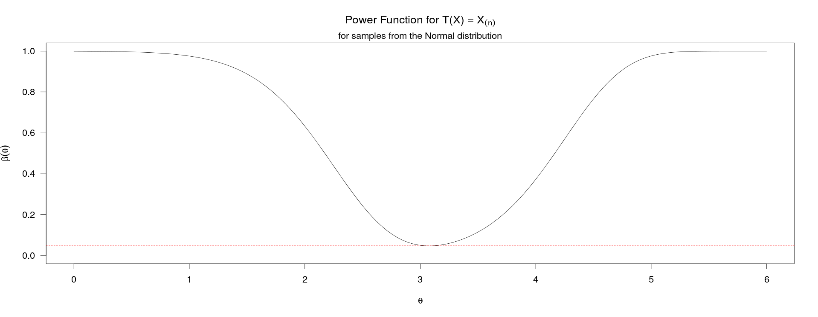 Power Function for T(X) = X(n)
for samples from the Normal distribution
1.0
0.8
0.6
0.4
0.2
0.0
β(θ)
0 1 2 3 4 5 6
θ